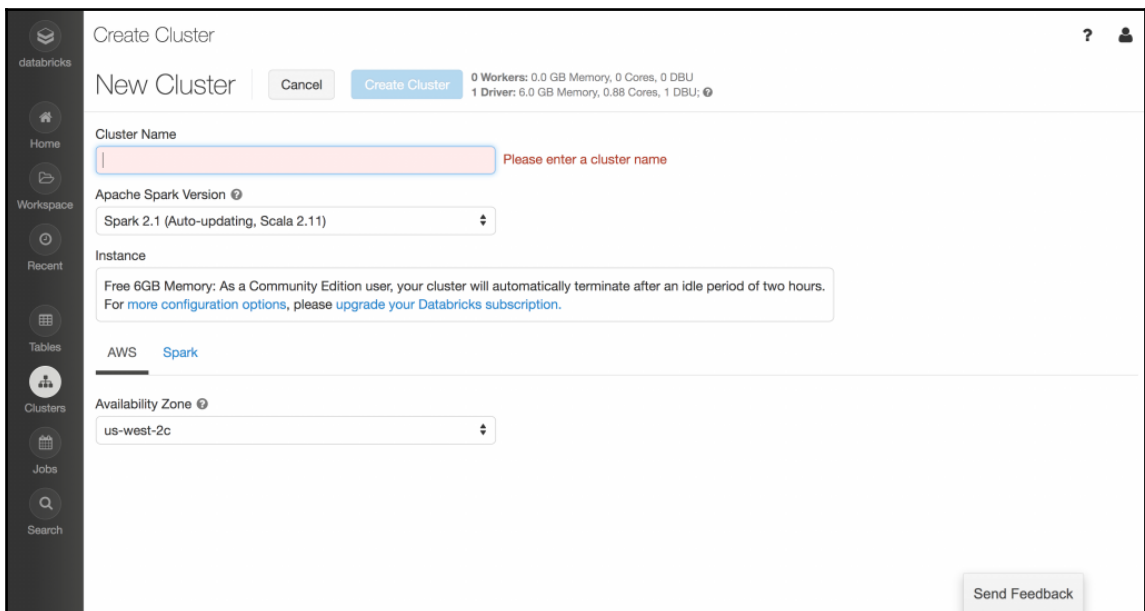 databricks
Home
Workspace
Recent
Tables
Clusters
Jobs
Search
Create Cluster
?
New Cluster
Cancel
Create Cluster
0 Workers: 0.0 GB Memory, 0 Cores, 0 DBU
1 Driver: 6.0 GB Memory, 0.88 Cores, 1 DBU; ?
Cluster Name
Please enter a cluster name
Apache Spark Version ?
Spark 2.1 (Auto-updating, Scala 2.11)
Instance
Free 6GB Memory: As a Community Edition user, your cluster will automatically terminate after an idle period of two hours.
For more configuration options, please upgrade your Databricks subscription.
AWS Spark
Availability Zone ?
us-west-2c
Send Feedback